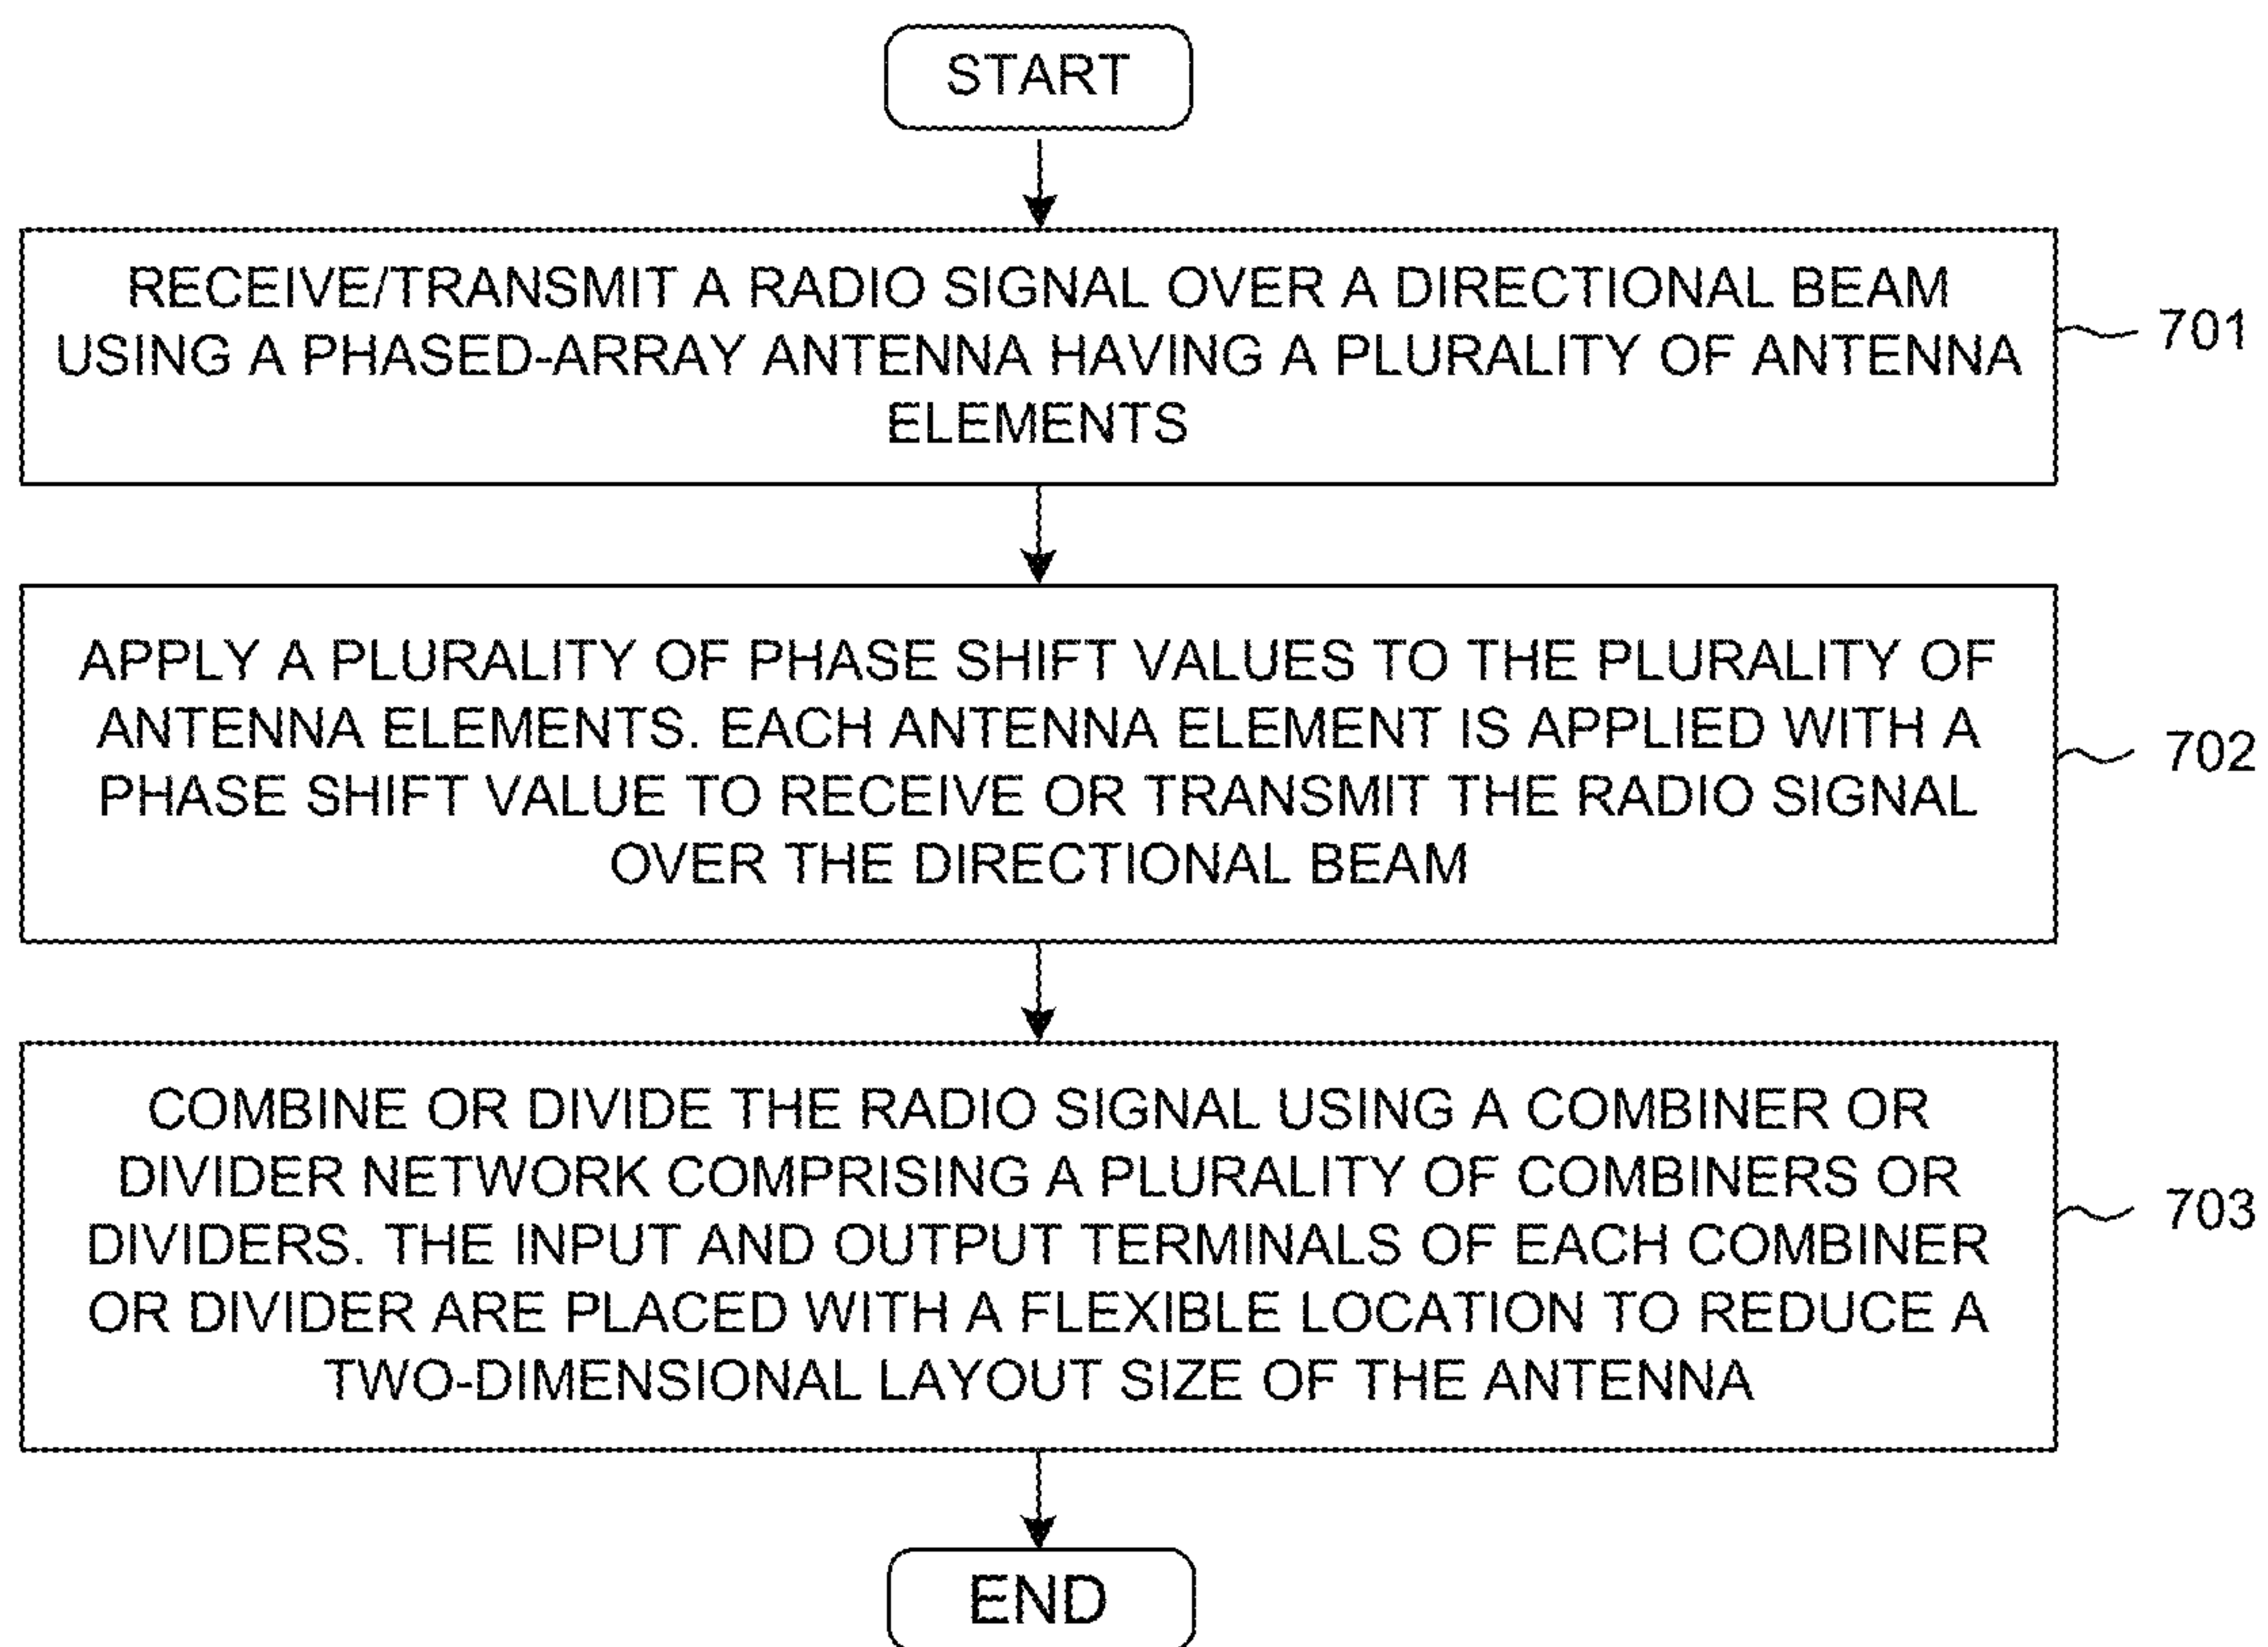 START
RECEIVE/TRANSMIT A RADIO SIGNAL OVER A DIRECTIONAL BEAM
USING A PHASED-ARRAY ANTENNA HAVING A PLURALITY OF ANTENNA
ELEMENTS
701
APPLY A PLURALITY OF PHASE SHIFT VALUES TO THE PLURALITY OF
ANTENNA ELEMENTS. EACH ANTENNA ELEMENT IS APPLIED WITH A
PHASE SHIFT VALUE TO RECEIVE OR TRANSMIT THE RADIO SIGNAL
OVER THE DIRECTIONAL BEAM
702
COMBINE OR DIVIDE THE RADIO SIGNAL USING A COMBINER OR
DIVIDER NETWORK COMPRISING A PLURALITY OF COMBINERS OR
DIVIDERS. THE INPUT AND OUTPUT TERMINALS OF EACH COMBINER
OR DIVIDER ARE PLACED WITH A FLEXIBLE LOCATION TO REDUCE A
TWO-DIMENSIONAL LAYOUT SIZE OF THE ANTENNA
703
END